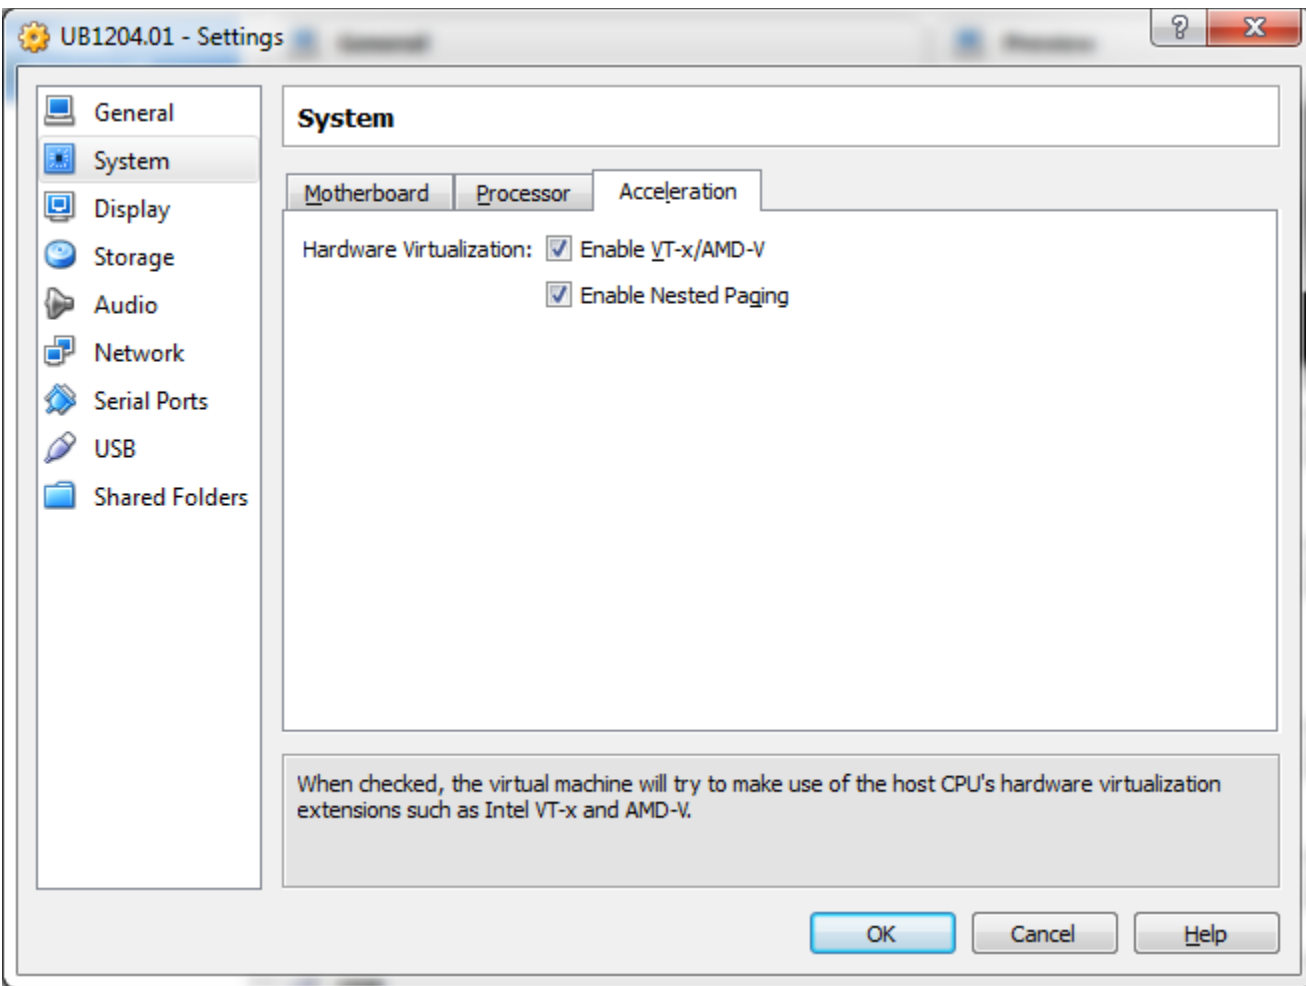 UB1204.01 - Settings
General
Preview
?
X
General
System
Display
Storage
Audio
Network
Serial Ports
USB
Shared Folders
System
Motherboard
Processor
Acceleration
Hardware Virtualization:
Enable VT-x/AMD-V
Enable Nested Paging
When checked, the virtual machine will try to make use of the host CPU's hardware virtualization
extensions such as Intel VT-x and AMD-V.
OK
Cancel
Help